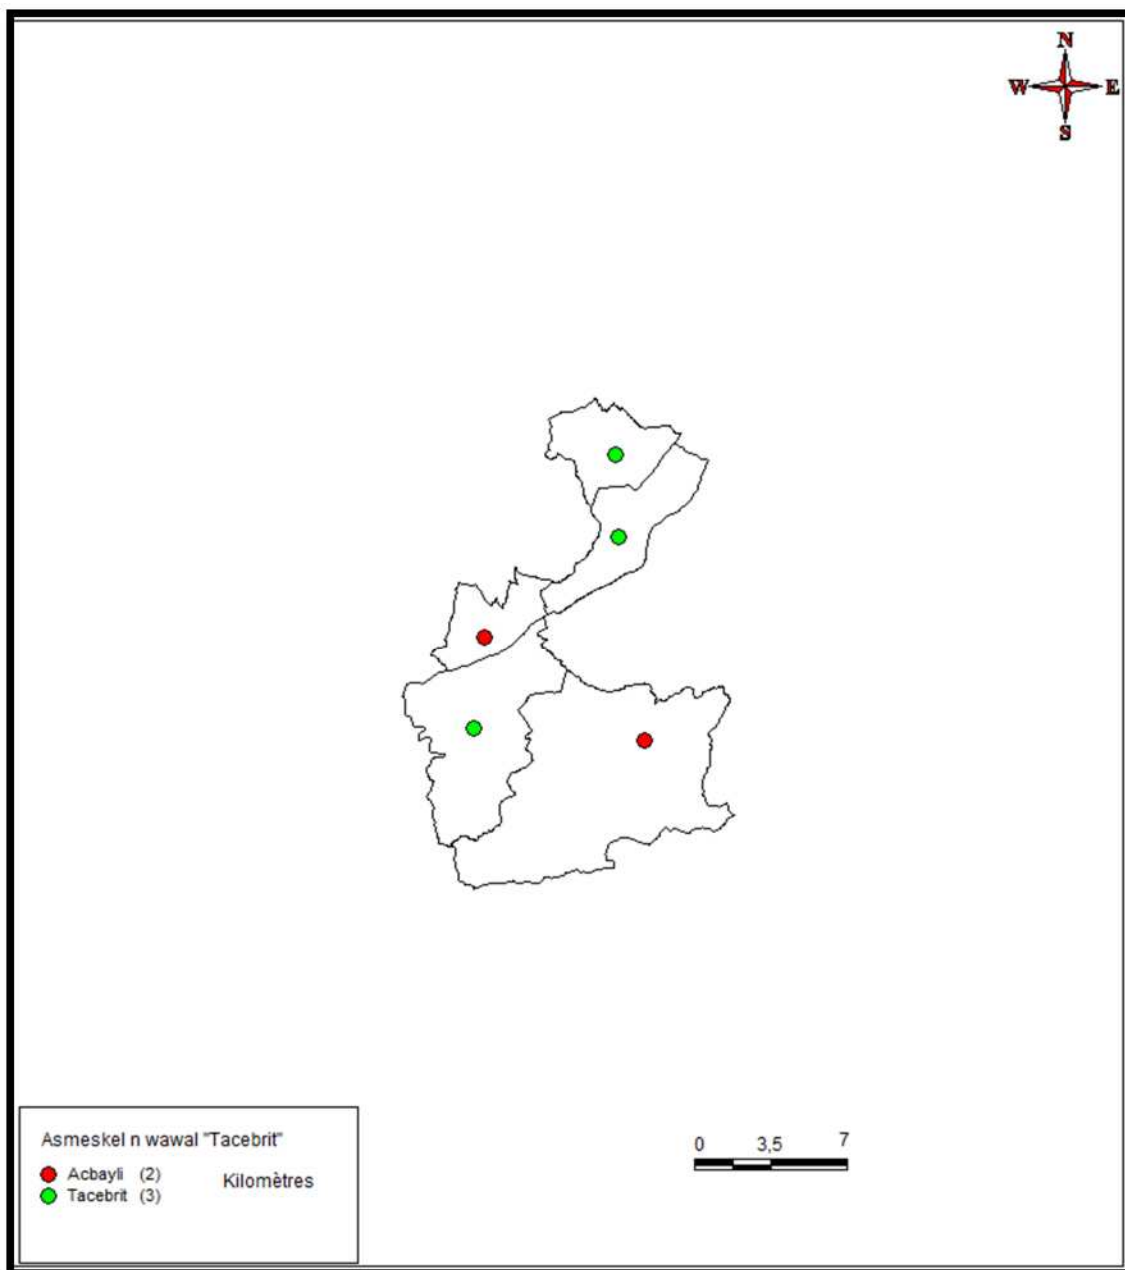 N
W E
S
0 3,5 7
Asmeskel n wawal "Tacebrit"
Acbayli (2)
Kilomètres
Tacebrit (3)